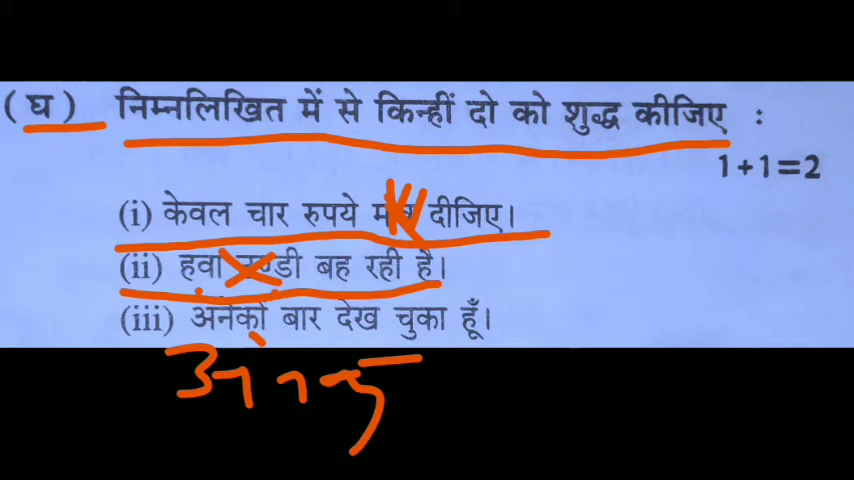 (घ) निम्नलिखित में से किन्हीं दो को शुद्ध कीजिए :
1+1=2
(i) केवल चार रुपये दीजिए।
(ii) हवा बह रही है।
(iii) अनेकों बार देख चुका हूँ।